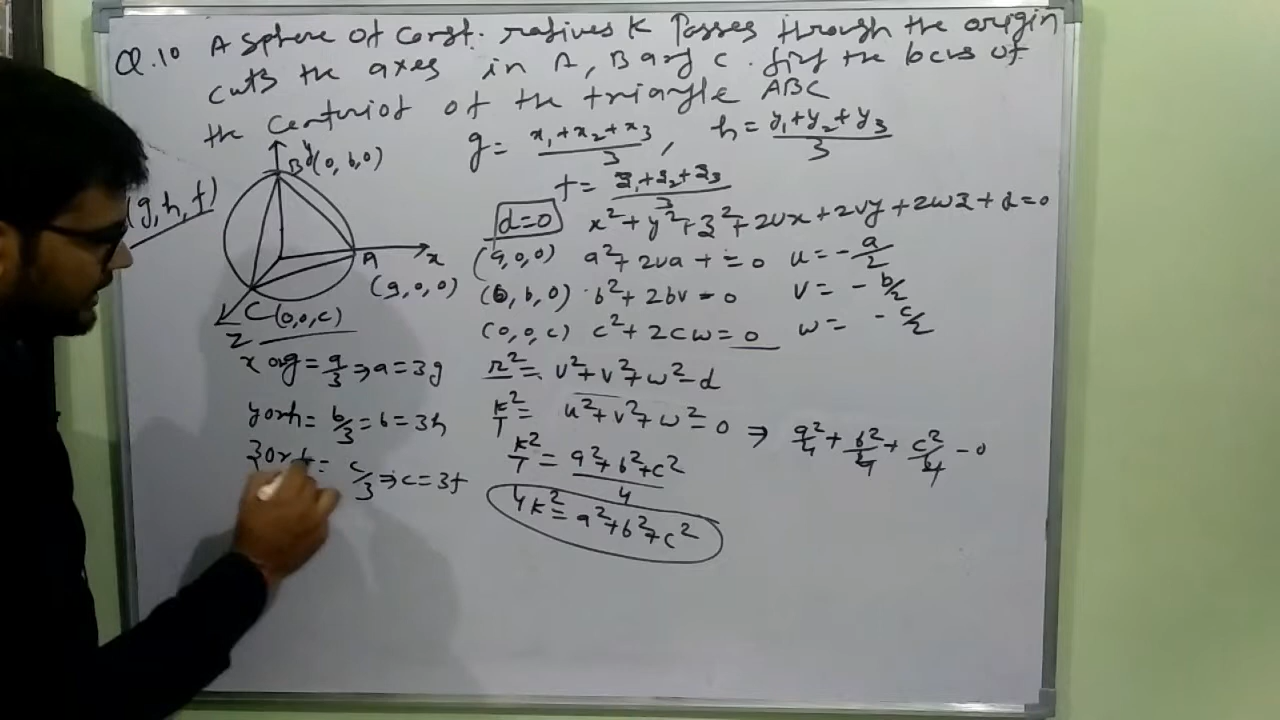 Q.10 A sphere of const. radives K Passes through the origin
cuts the axes in A, B and C. find the locus of
the centriot of the triangle ABC
g = x₁+x₂+x₃/3, h = y₁+y₂+y₃/3
f = z₁+z₂+z₃/3
y
B(0, b, 0)
(g, h, f)
A x
(a, 0, 0)
C(0,0,c)
Z
d=0 x²+y²+z²+2ux+2vy+2wz+d=0
(a,0,0) a²+2ua+ = 0 u = -a/2
(0, b, 0) b²+2bv = 0 v = -b/2
(0, 0, c) c²+2cw = 0 w = -c/2
x or g = a/3 ⇒ a = 3g
y or h = b/3 = b = 3h
z or f = c/3 ⇒ c = 3f
r² = u²+v²+w²-d
K²/1 = u²+v²+w²=0 ⇒ a²/4 + b²/4 + c²/4 - 0
K²/1 = a²+b²+c²/4
4K² = a²+b²+c²